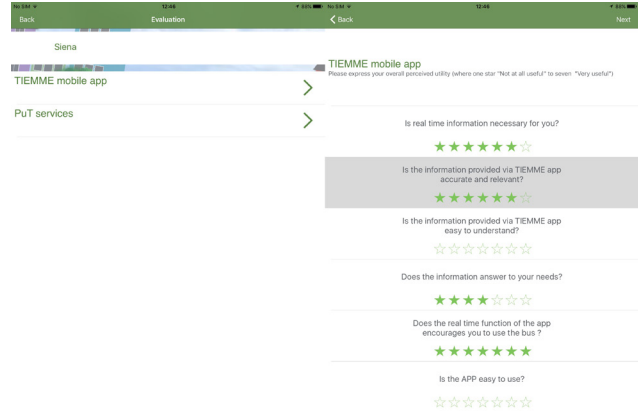 No SIM 12:46 88%
Back Evaluation
Siena
TIEMME mobile app
PuT services
No SIM 12:46 88%
Back Next
TIEMME mobile app
Please express your overall perceived utility (where one star "Not at all useful" to seven "Very useful")
Is real time information necessary for you?
Is the information provided via TIEMME app
accurate and relevant?
Is the information provided via TIEMME app
easy to understand?
Does the information answer to your needs?
Does the real time function of the app
encourages you to use the bus ?
Is the APP easy to use?